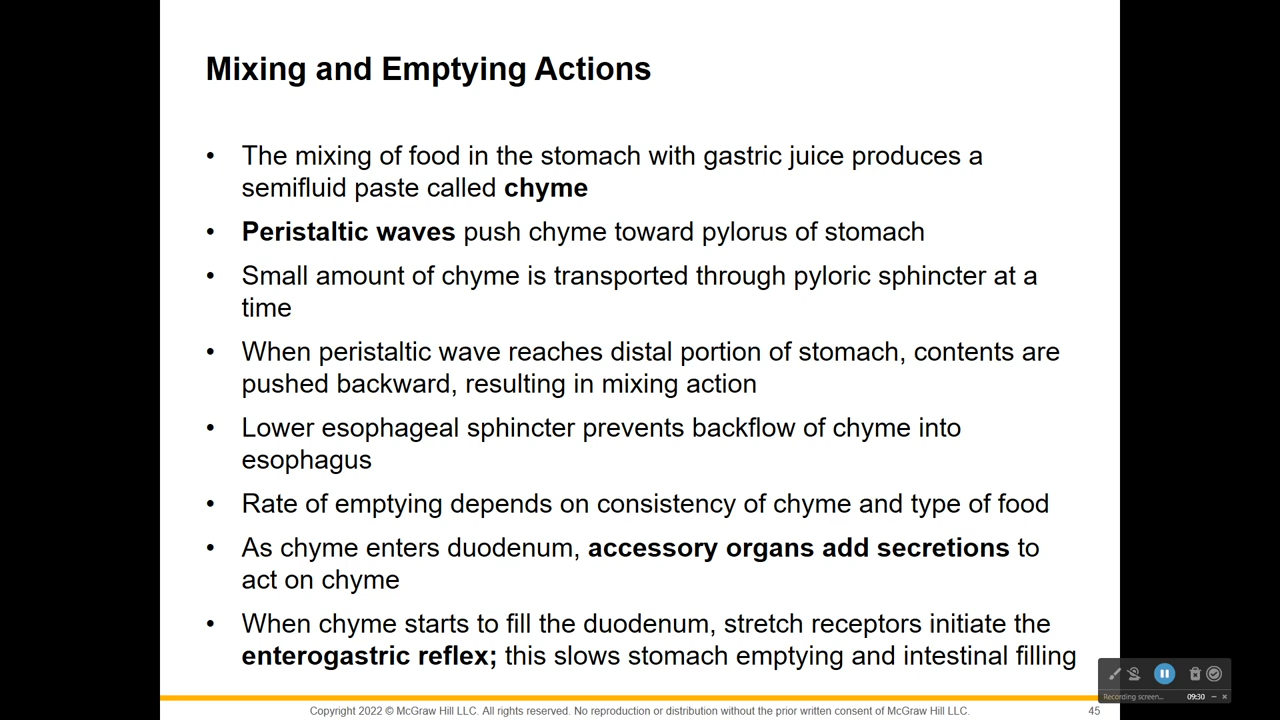 Mixing and Emptying Actions
• The mixing of food in the stomach with gastric juice produces a
semifluid paste called chyme
• Peristaltic waves push chyme toward pylorus of stomach
• Small amount of chyme is transported through pyloric sphincter at a
time
• When peristaltic wave reaches distal portion of stomach, contents are
pushed backward, resulting in mixing action
• Lower esophageal sphincter prevents backflow of chyme into
esophagus
• Rate of emptying depends on consistency of chyme and type of food
• As chyme enters duodenum, accessory organs add secretions to
act on chyme
• When chyme starts to fill the duodenum, stretch receptors initiate the
enterogastric reflex; this slows stomach emptying and intestinal filling
Recording screen... 09:30
Copyright 2022 © McGraw Hill LLC. All rights reserved. No reproduction or distribution without the prior written consent of McGraw Hill LLC. 45